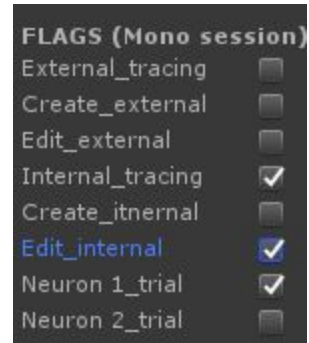 FLAGS (Mono session)
External_tracing
Create_external
Edit_external
Internal_tracing
Create_itnernal
Edit_internal
Neuron 1_trial
Neuron 2_trial